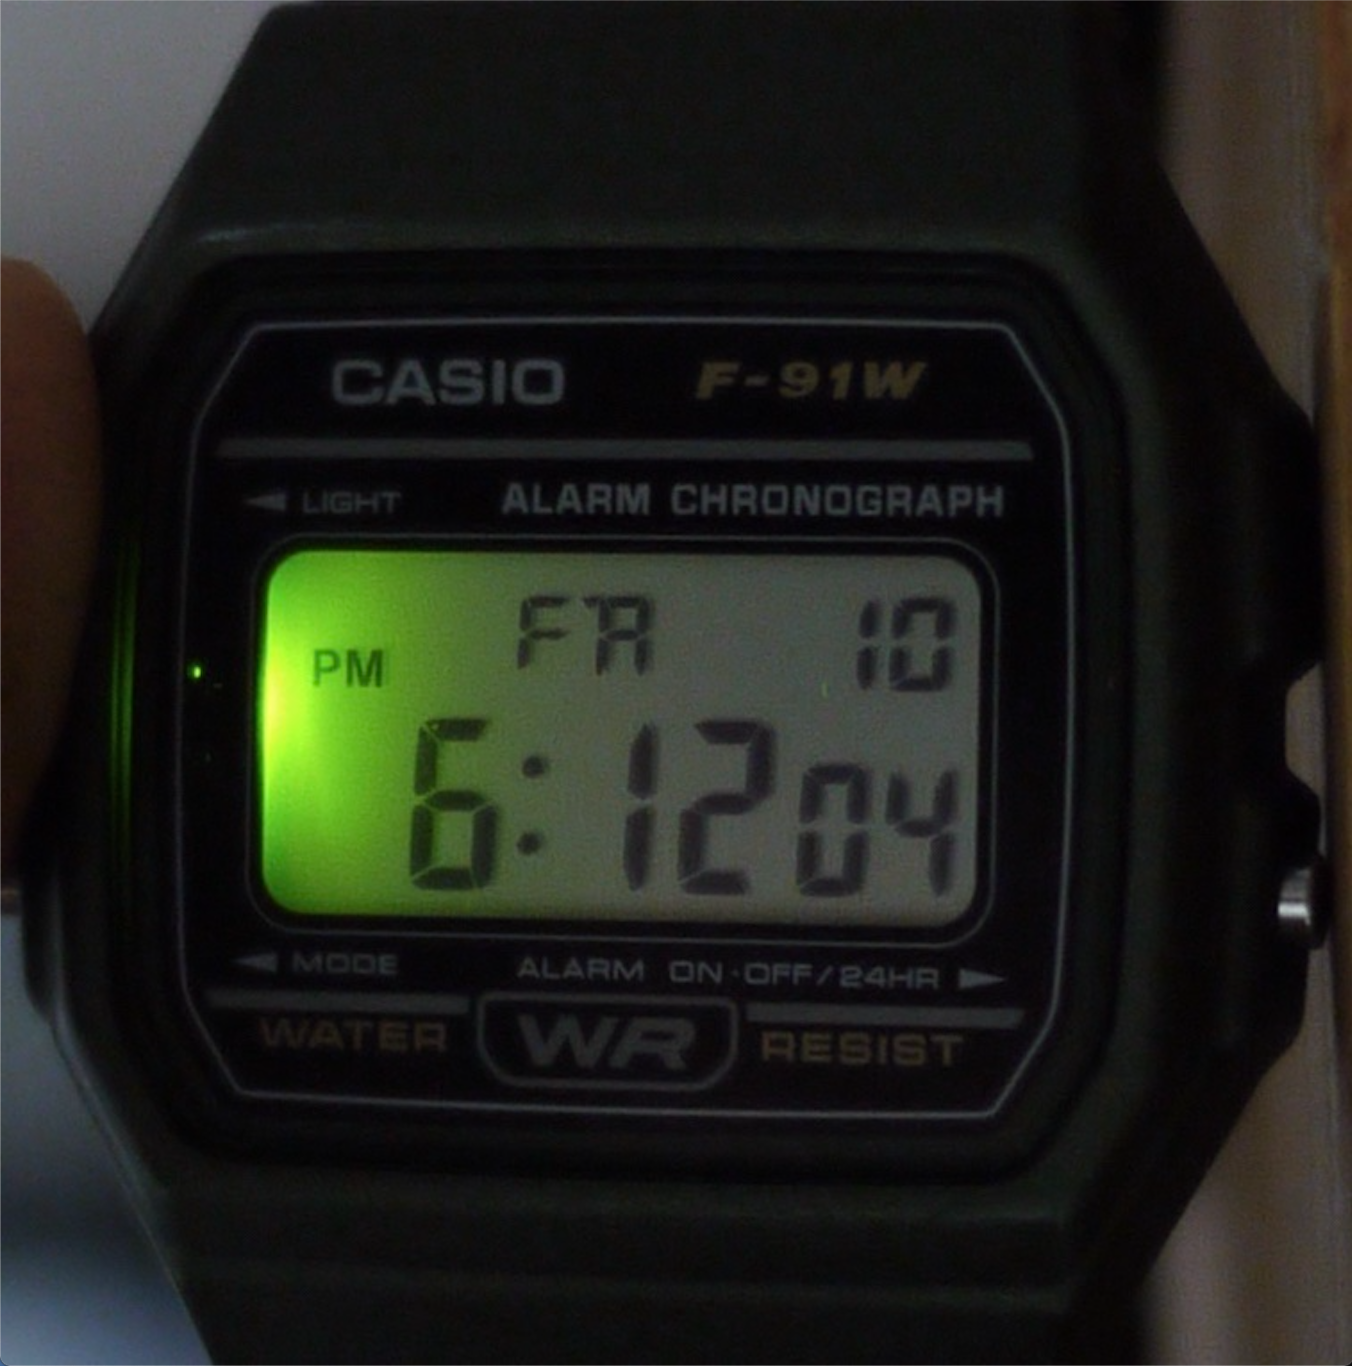 CASIO F-91W
LIGHT ALARM CHRONOGRAPH
PM FR 10
6:12 04
MODE ALARM ON·OFF/24HR
WATER WR RESIST